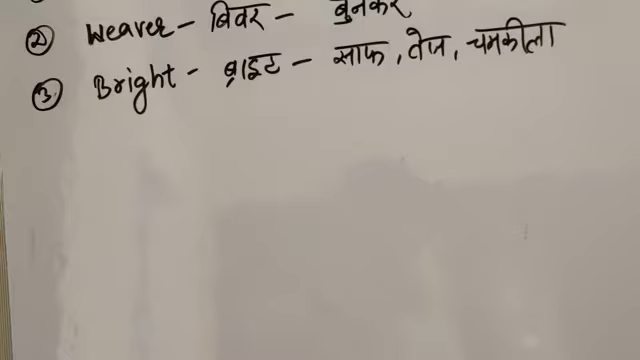 ② Weaver - बिवर - बुनकर
③ Bright - ब्राइट - साफ, तेज, चमकीला